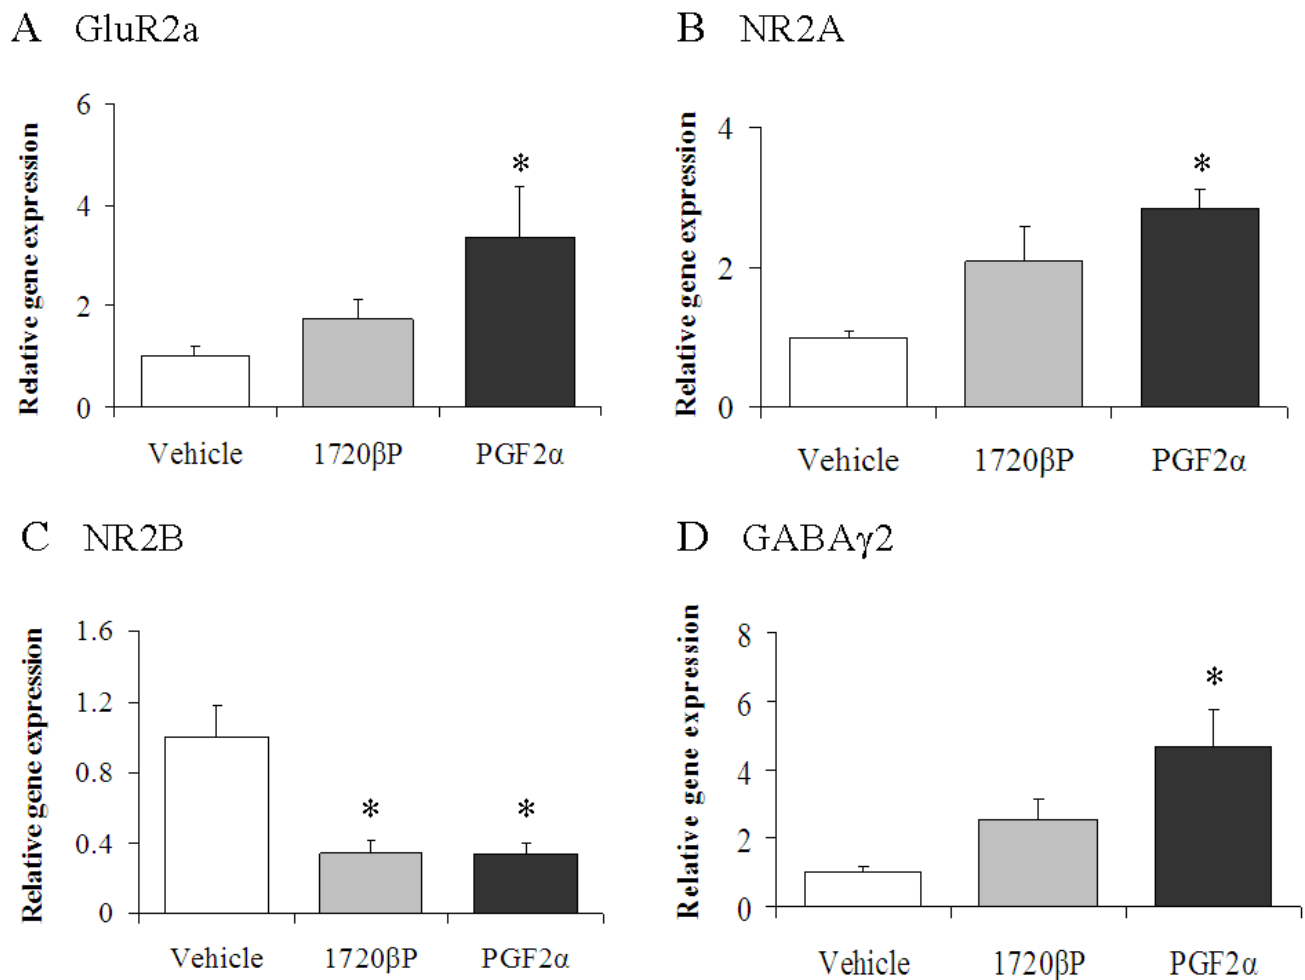 A GluR2a
Relative gene expression
6
4
2
0
*
Vehicle 1720βP PGF2α
B NR2A
Relative gene expression
4
2
0
*
Vehicle 1720βP PGF2α
C NR2B
Relative gene expression
1.6
1.2
0.8
0.4
0
* *
Vehicle 1720βP PGF2α
D GABAγ2
Relative gene expression
8
6
4
2
0
*
Vehicle 1720βP PGF2α